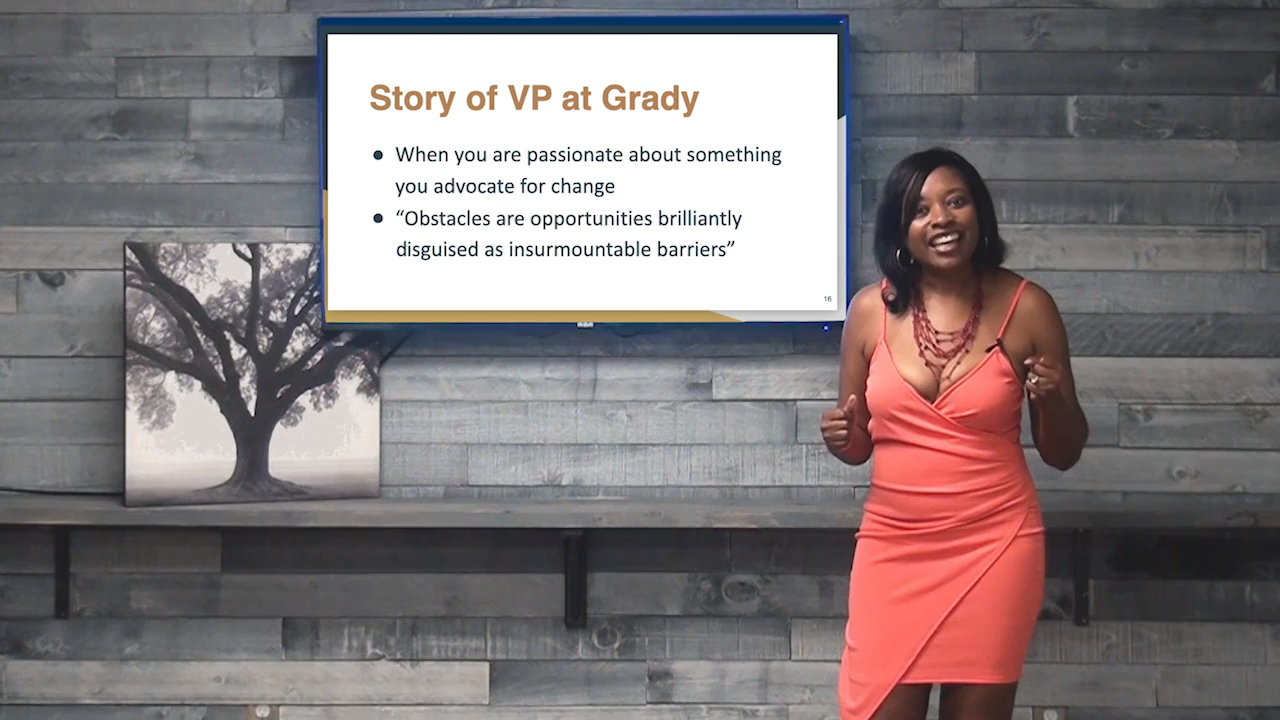 Story of VP at Grady
● When you are passionate about something
you advocate for change
● “Obstacles are opportunities brilliantly
disguised as insurmountable barriers”
16